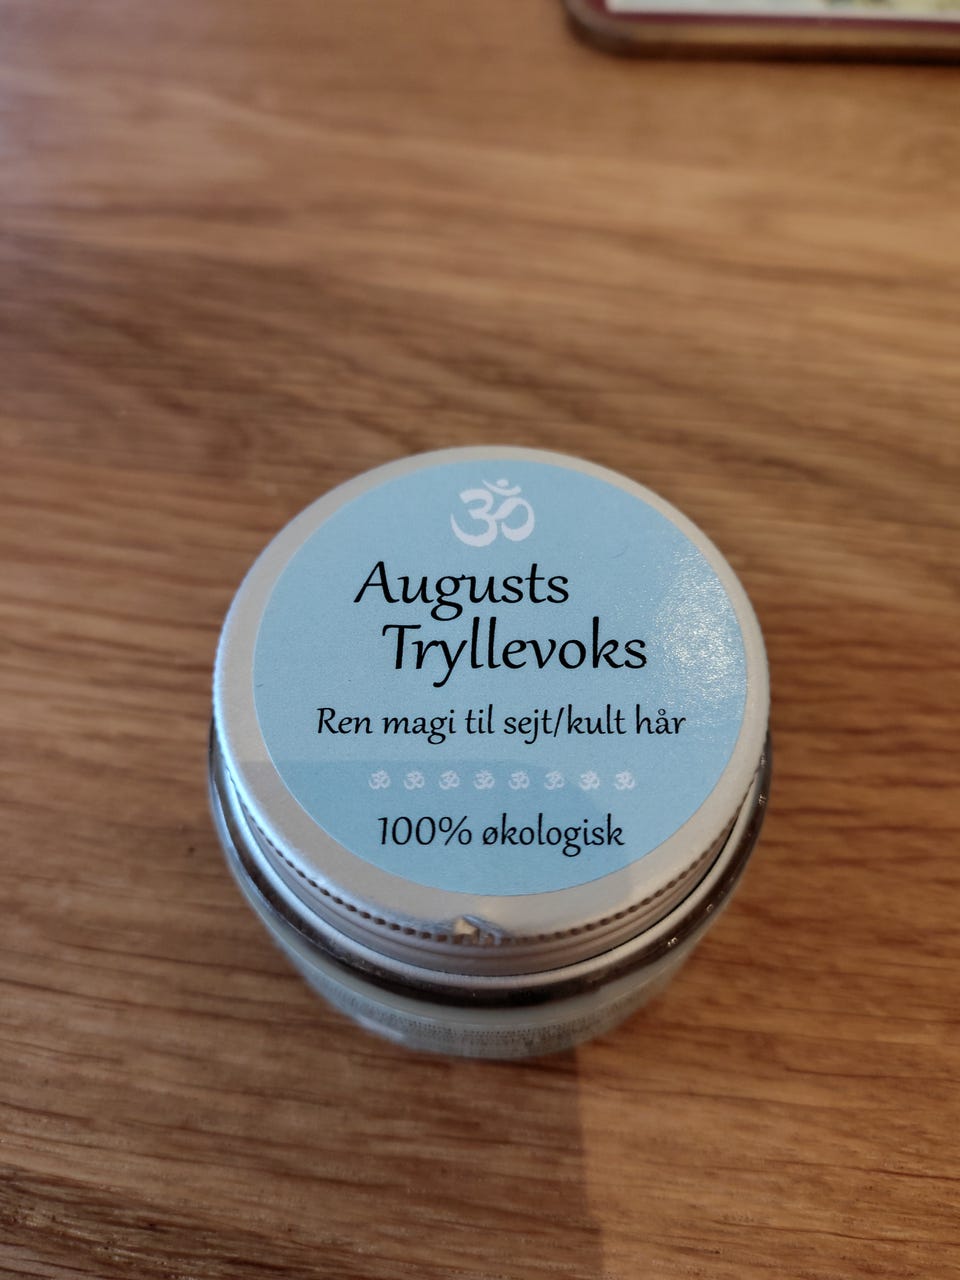 ॐ
Augusts
Tryllevoks
Ren magi til sejt/kult hår
ॐ ॐ ॐ ॐ ॐ ॐ ॐ ॐ
100% økologisk